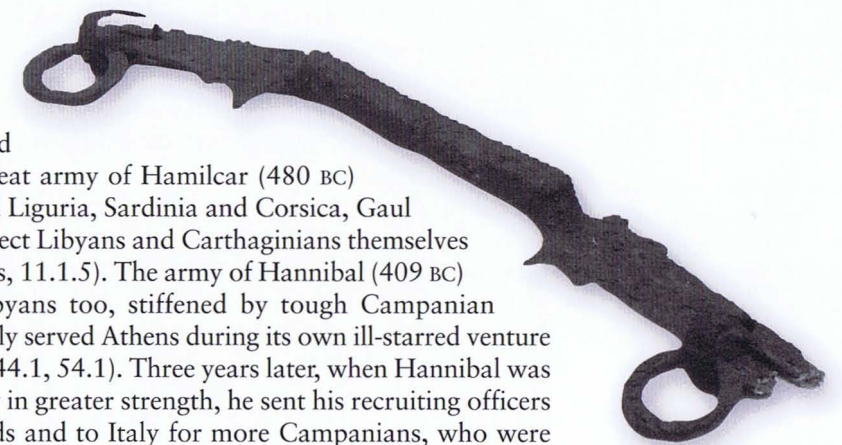 d
eat army of Hamilcar (480 BC)
Liguria, Sardinia and Corsica, Gaul
ect Libyans and Carthaginians themselves
s, 11.1.5). The army of Hannibal (409 BC)
byans too, stiffened by tough Campanian
ly served Athens during its own ill-starred venture
44.1, 54.1). Three years later, when Hannibal was
in greater strength, he sent his recruiting officers
ds and to Italy for more Campanians, who were